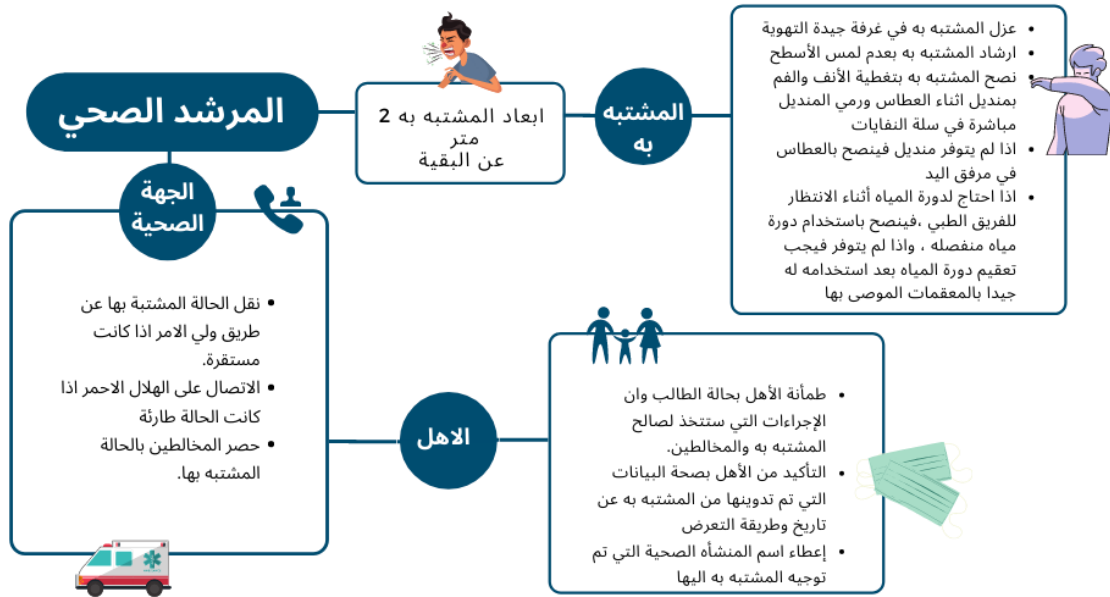 المرشد الصحي
ابعاد المشتبه به 2
متر
عن البقية
المشتبه
به
• عزل المشتبه به في غرفة جيدة التهوية
• ارشاد المشتبه به بعدم لمس الأسطح
• نصح المشتبه به بتغطية الأنف والفم
بمنديل اثناء العطاس ورمي المنديل
مباشرة في سلة النفايات
• اذا لم يتوفر منديل فينصح بالعطاس
في مرفق اليد
• اذا احتاج لدورة المياه أثناء الانتظار
للفريق الطبي ،فينصح باستخدام دورة
مياه منفصله ، واذا لم يتوفر فيجب
تعقيم دورة المياه بعد استخدامه له
جيدا بالمعقمات الموصى بها
الجهة
الصحية
• نقل الحالة المشتبة بها عن
طريق ولي الامر اذا كانت
مستقرة.
• الاتصال على الهلال الاحمر اذا
كانت الحالة طارئة
• حصر المخالطين بالحالة
المشتبه بها.
الاهل
• طمأنة الأهل بحالة الطالب وان
الإجراءات التي ستتخذ لصالح
المشتبه به والمخالطين.
• التأكيد من الأهل بصحة البيانات
التي تم تدوينها من المشتبه به عن
تاريخ وطريقة التعرض
• إعطاء اسم المنشأه الصحية التي تم
توجيه المشتبه به اليها